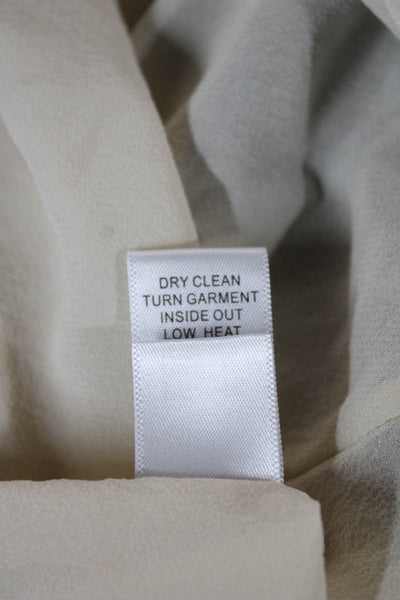 DRY CLEAN
TURN GARMENT
INSIDE OUT
LOW HEAT